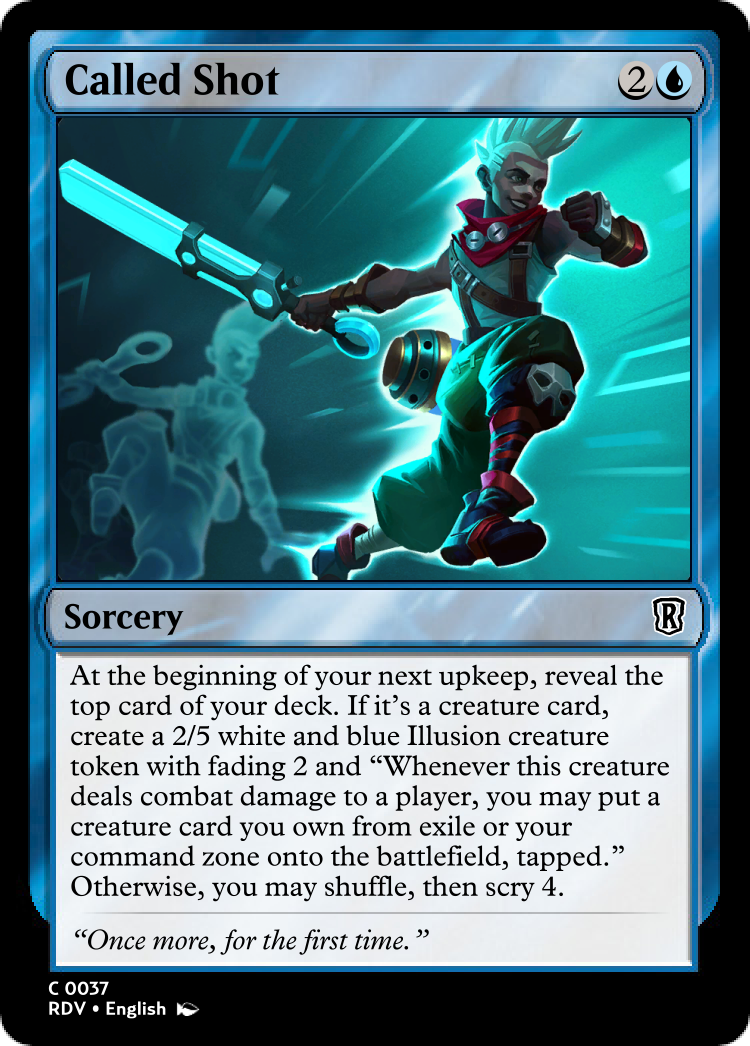 Called Shot 2
Sorcery R
At the beginning of your next upkeep, reveal the
top card of your deck. If it’s a creature card,
create a 2/5 white and blue Illusion creature
token with fading 2 and “Whenever this creature
deals combat damage to a player, you may put a
creature card you own from exile or your
command zone onto the battlefield, tapped.”
Otherwise, you may shuffle, then scry 4.
“Once more, for the first time.”
C 0037
RDV • English